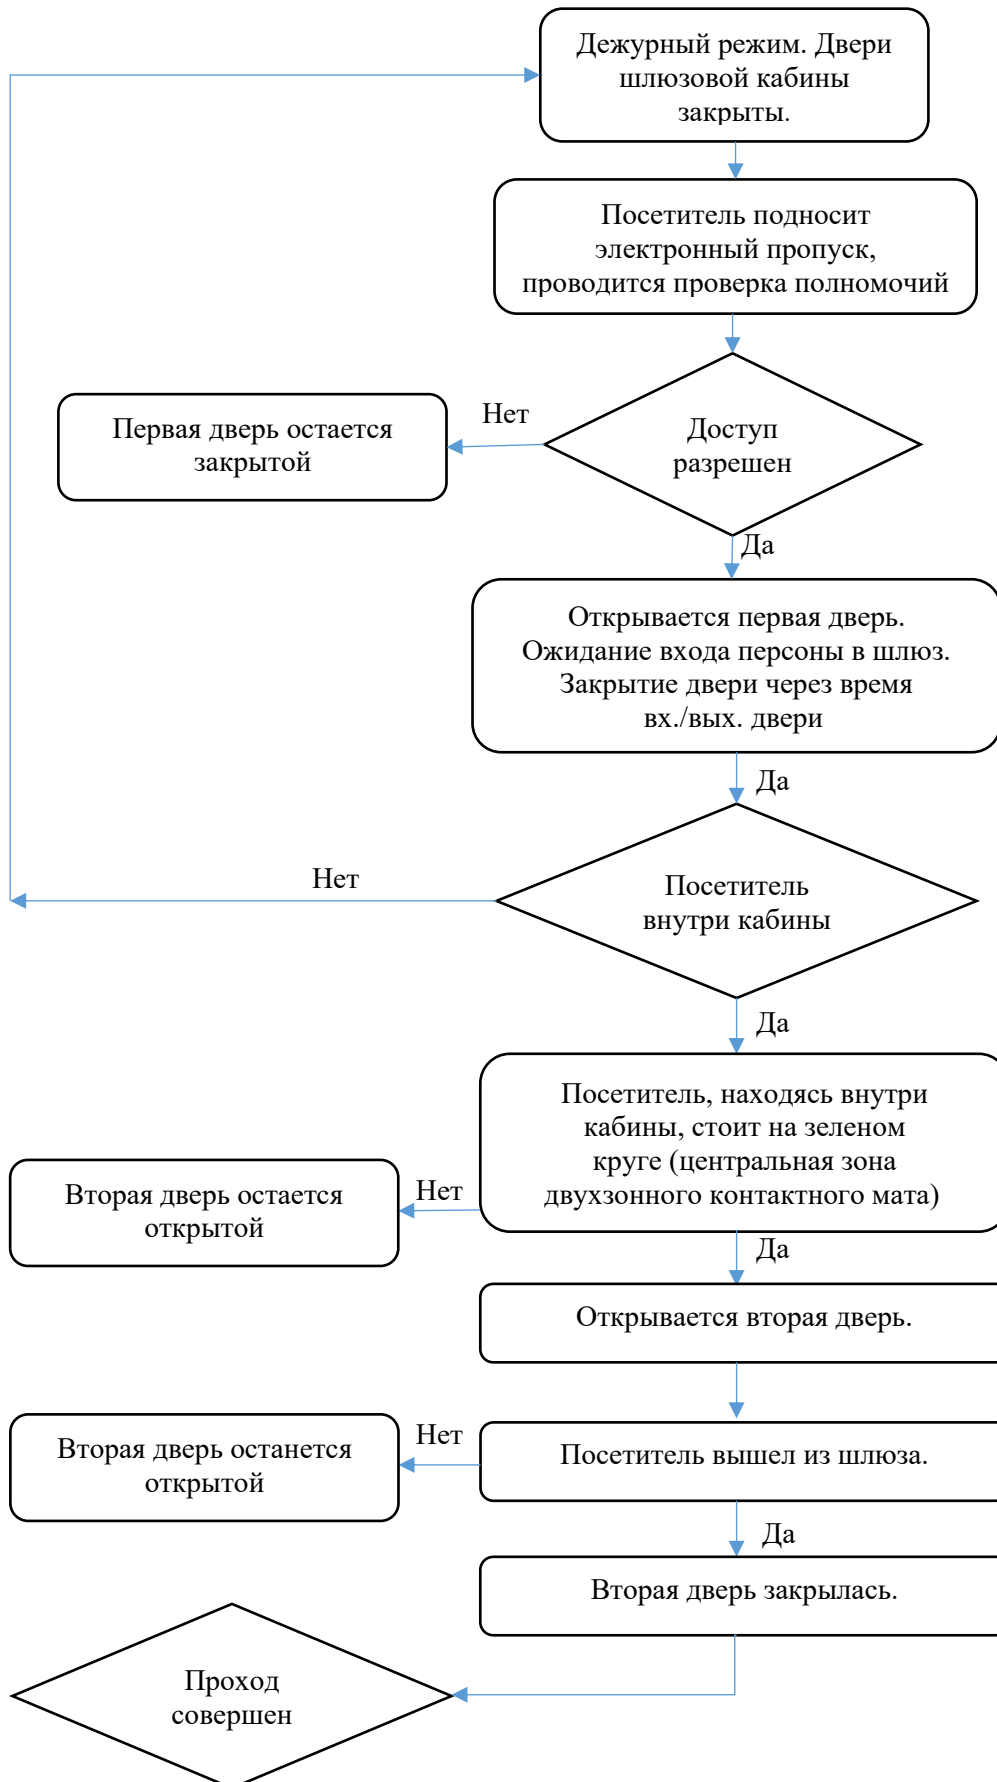 Дежурный режим. Двери
шлюзовой кабины
закрыты.
Посетитель подносит
электронный пропуск,
проводится проверка полномочий
Нет
Первая дверь остается
закрытой
Доступ
разрешен
Да
Открывается первая дверь.
Ожидание входа персоны в шлюз.
Закрытие двери через время
вх./вых. двери
Да
Нет
Посетитель
внутри кабины
Да
Посетитель, находясь внутри
кабины, стоит на зеленом
круге (центральная зона
двухзонного контактного мата)
Нет
Вторая дверь остается
открытой
Да
Открывается вторая дверь.
Нет
Вторая дверь останется
открытой
Посетитель вышел из шлюза.
Да
Вторая дверь закрылась.
Проход
совершен